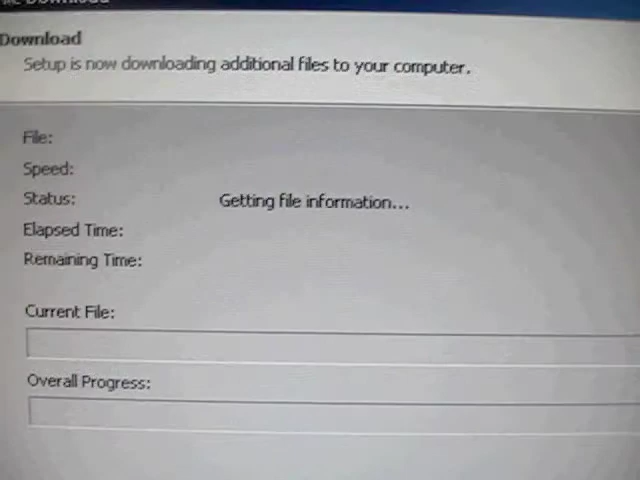 Download
Setup is now downloading additional files to your computer.
File:
Speed:
Status: Getting file information...
Elapsed Time:
Remaining Time:
Current File:
Overall Progress: